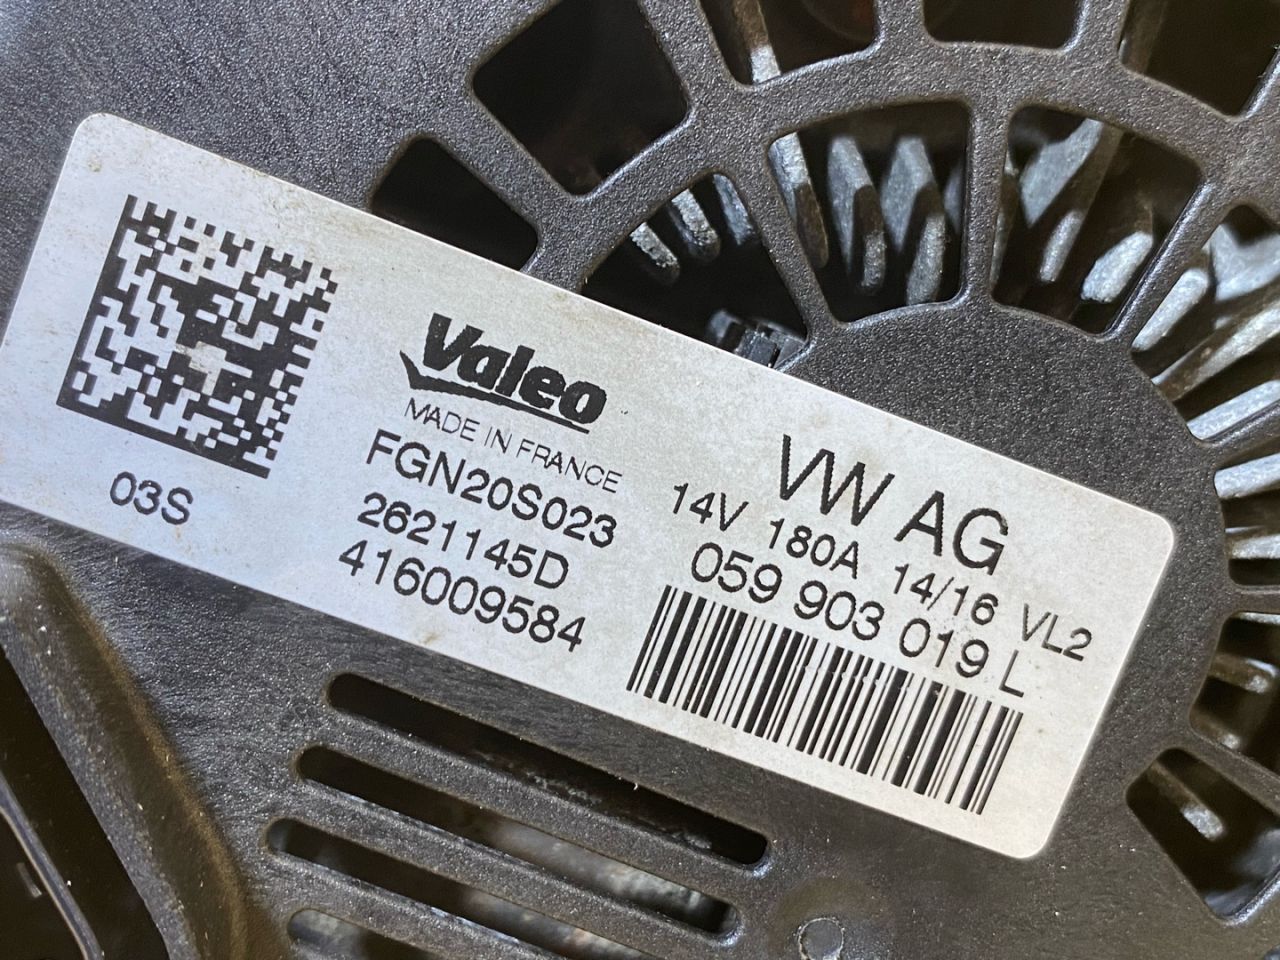 Valeo
MADE IN FRANCE
FGN20S023
2621145D
416009584
03S
VW AG
14V 180A 14/16 VL2
059 903 019 L